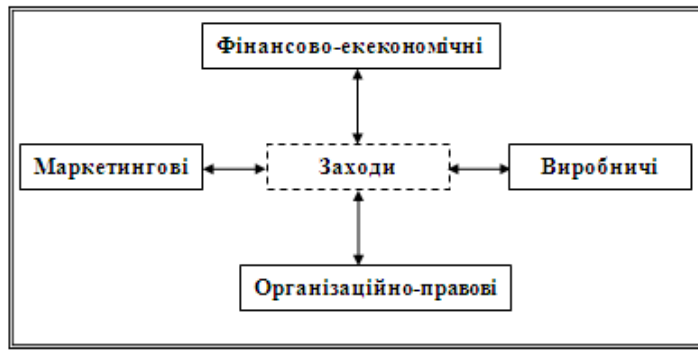 Фінансово-екекономічні
Маркетингові
Заходи
Виробничі
Організаційно-правові